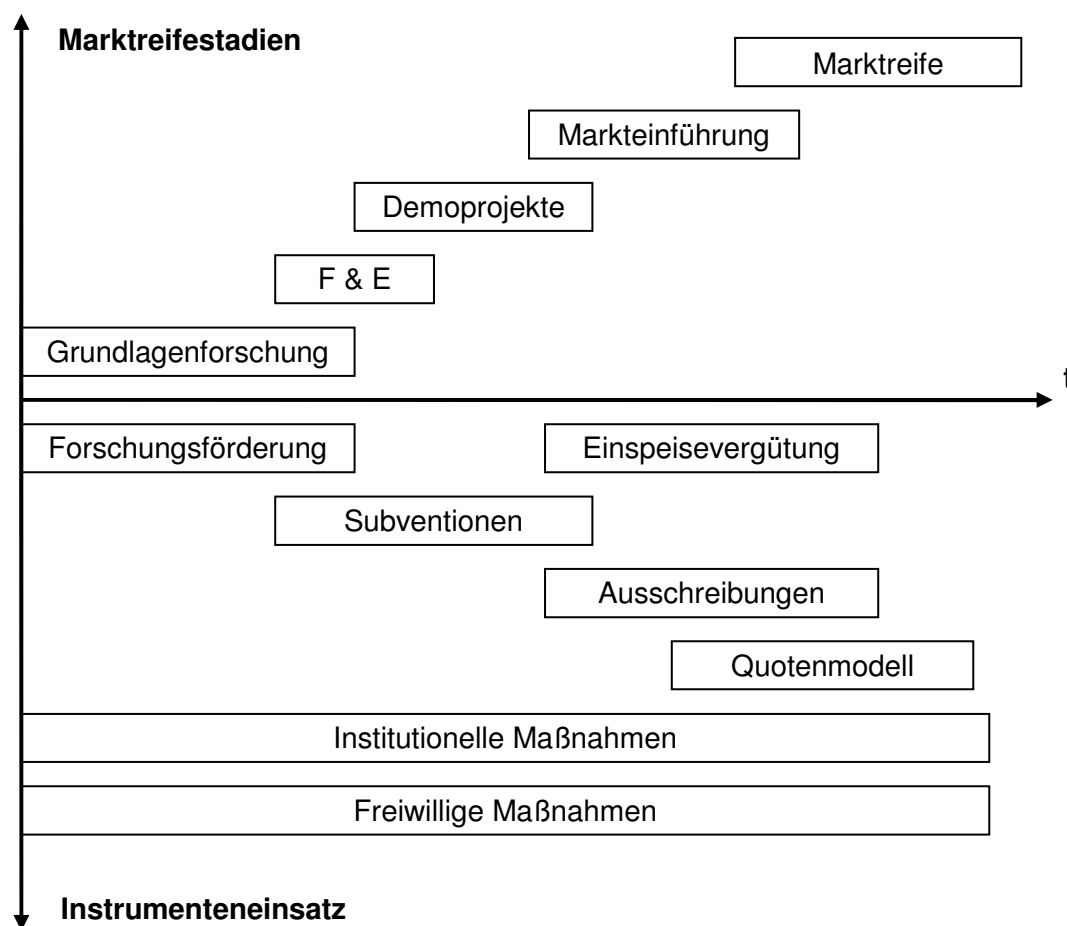 Marktreifestadien
Marktreife
Markteinführung
Demoprojekte
F & E
Grundlagenforschung
t
Forschungsförderung
Einspeisevergütung
Subventionen
Ausschreibungen
Quotenmodell
Institutionelle Maßnahmen
Freiwillige Maßnahmen
Instrumenteneinsatz